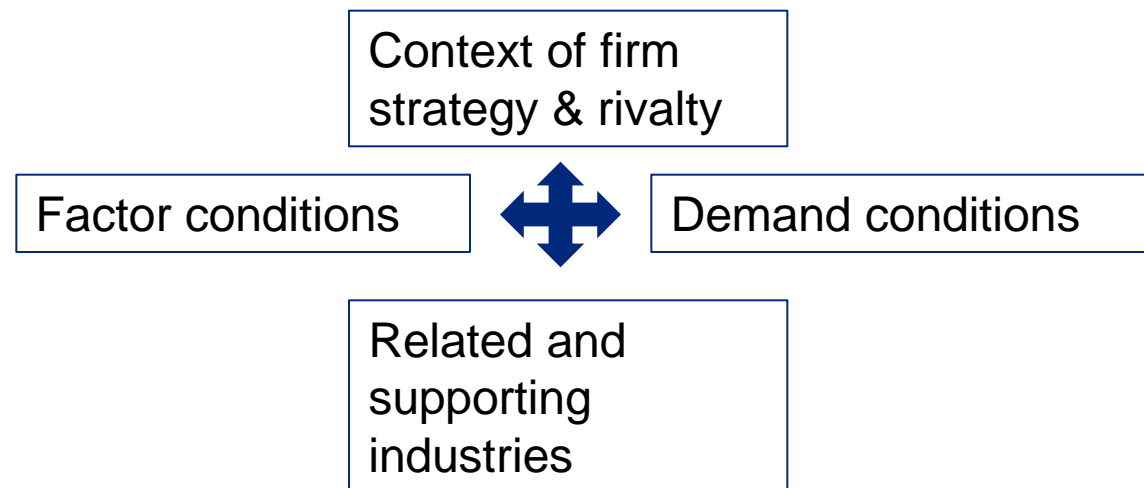 Context of firm
strategy & rivalty
Factor conditions
Demand conditions
Related and
supporting
industries